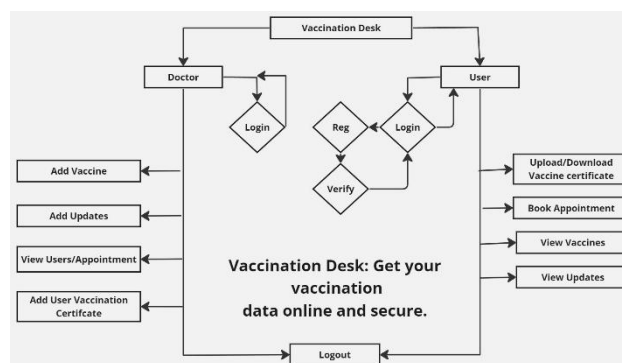 Vaccination Desk
Doctor
User
Login
Reg
Login
Verify
Add Vaccine
Add Updates
View Users/Appointment
Add User Vaccination
Certifcate
Upload/Download
Vaccine certificate
Book Appointment
View Vaccines
View Updates
Vaccination Desk: Get your
vaccination
data online and secure.
Logout